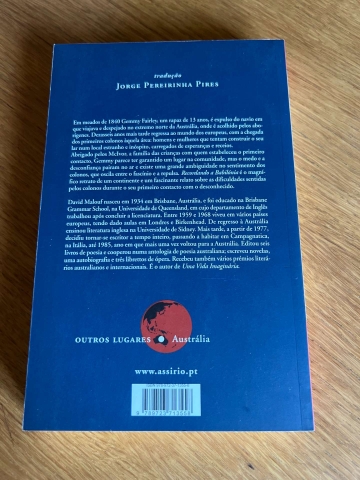 tradução
JORGE PEREIRINHA PIRES
Em meados de 1840 Gemmy Fairley, um rapaz de 13 anos, é expulso do navio em
que viajava e despejado no extremo norte da Austrália, onde é acolhido pelos abo-
rígenes. Dezasseis anos mais tarde regressa ao mundo dos europeus, com a chegada
dos primeiros colonos àquela área: homens e mulheres que tentam construir o seu
lar num local estranho e inóspito, carregados de esperanças e receios.
Abrigado pelos McIvor, a família das crianças com quem estabeleceu o primeiro
contacto, Gemmy parece ter garantido um lugar na comunidade, mas o medo e a
desconfiança pairam no ar e existe uma grande ambiguidade no sentimento dos
colonos, que oscila entre o fascínio e a repulsa. Recordando a Babilónia é o magní-
fico retrato de um continente e um fascinante relato sobre as dificuldades sentidas
pelos colonos durante o seu primeiro contacto com o desconhecido.
David Malouf nasceu em 1934 em Brisbane, Austrália, e foi educado na Brisbane
Grammar School, na Universidade de Queensland, em cujo departamento de Inglês
trabalhou após concluir a licenciatura. Entre 1959 e 1968 viveu em vários países
europeus, tendo dado aulas em Londres e Birkenhead. De regresso à Austrália
ensinou literatura inglesa na Universidade de Sidney. Mais tarde, a partir de 1977,
decidiu tornar-se escritor a tempo inteiro, passando a habitar em Campagnatica,
na Itália, até 1985, ano em que mais uma vez voltou para a Austrália. Editou seis
livros de poesia e cooperou numa antologia de poesia australiana; escreveu novelas,
uma autobiografia e três librettos de ópera. Recebeu também vários prémios literá-
rios australianos e internacionais. É o autor de Uma Vida Imaginária.
OUTROS LUGARES Austrália
www.assirio.pt